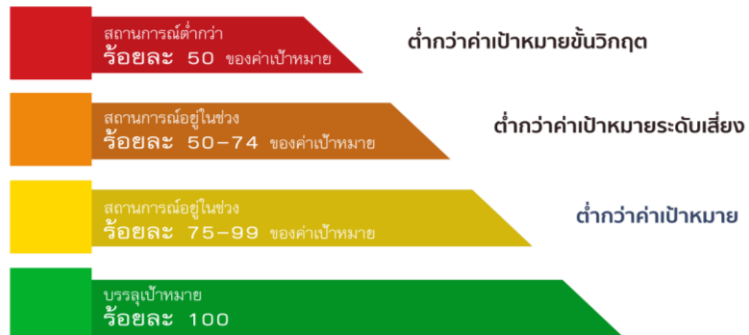 สถานการณ์ต่ำกว่า
ร้อยละ 50 ของค่าเป้าหมาย
ต่ำกว่าค่าเป้าหมายขั้นวิกฤต
สถานการณ์อยู่ในช่วง
ร้อยละ 50-74 ของค่าเป้าหมาย
ต่ำกว่าค่าเป้าหมายระดับเสี่ยง
สถานการณ์อยู่ในช่วง
ร้อยละ 75-99 ของค่าเป้าหมาย
ต่ำกว่าค่าเป้าหมาย
บรรลุเป้าหมาย
ร้อยละ 100